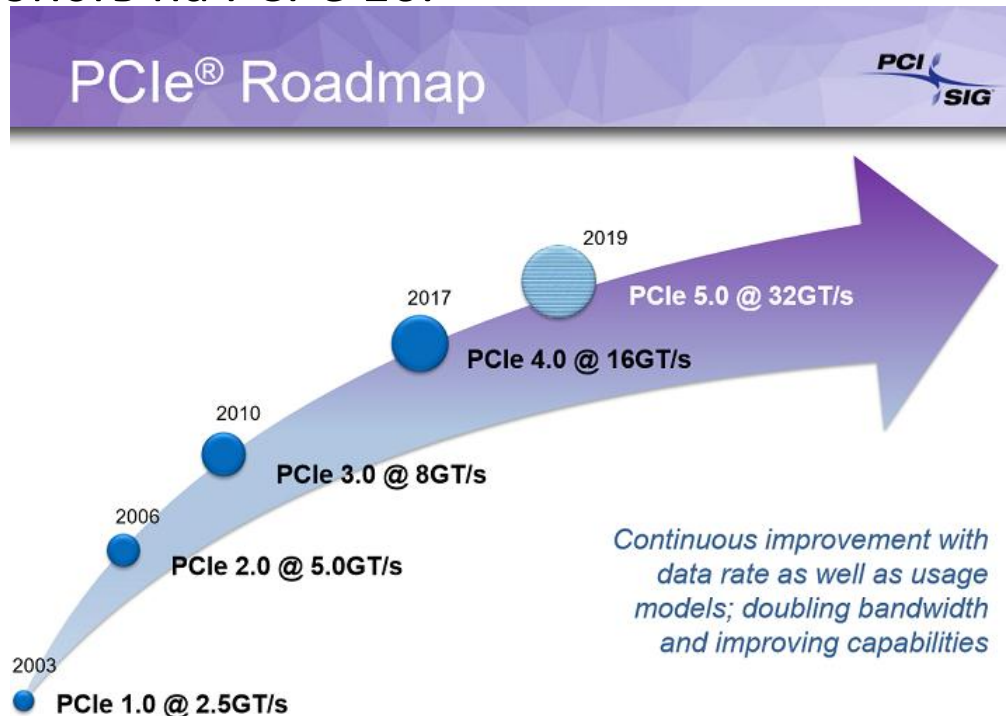 PCIe® Roadmap
PCI
SIG
2019
PCIe 5.0 @ 32GT/s
2017
PCIe 4.0 @ 16GT/s
2010
PCIe 3.0 @ 8GT/s
2006
PCIe 2.0 @ 5.0GT/s
Continuous improvement with
data rate as well as usage
models; doubling bandwidth
and improving capabilities
2003
PCIe 1.0 @ 2.5GT/s